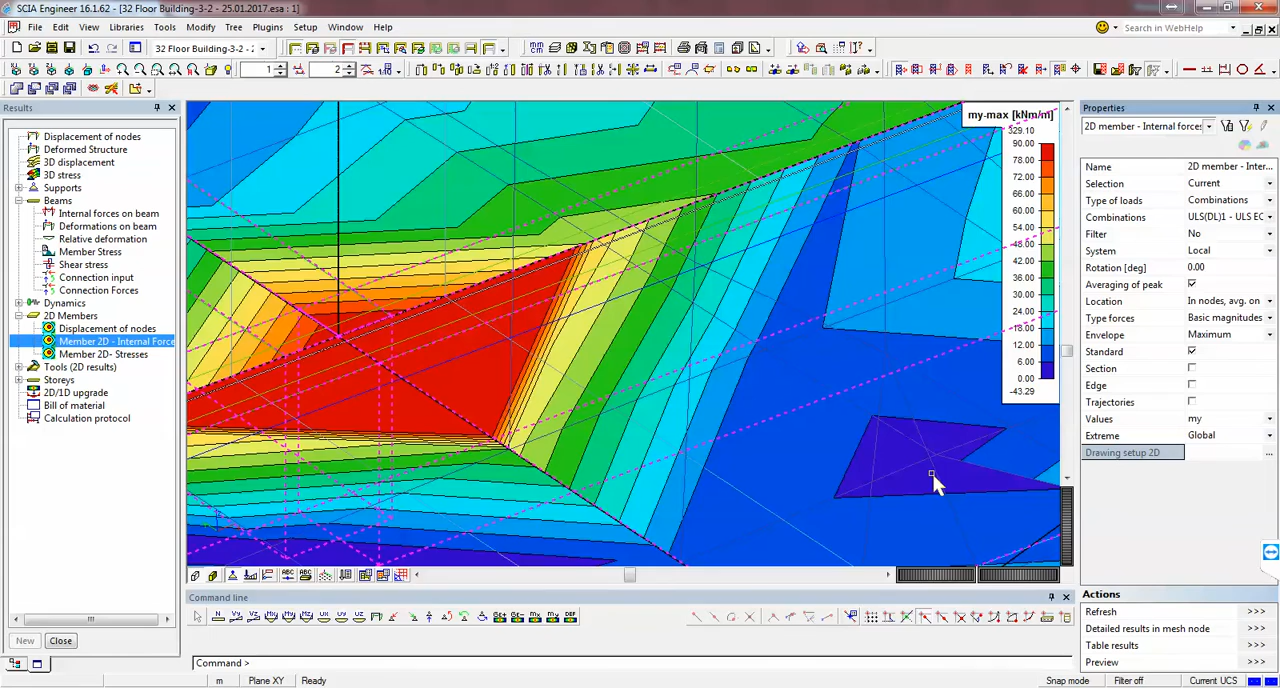 SCIA Engineer 16.1.62 - [32 Floor Building-3-2 - 25.01.2017.esa : 1]
File Edit View Libraries Tools Modify Tree Plugins Setup Window Help
Search in WebHelp
32 Floor Building-3-2 - 2
1 2
Results
Displacement of nodes
Deformed Structure
3D displacement
3D stress
Supports
Beams
Internal forces on beam
Deformations on beam
Relative deformation
Member Stress
Shear stress
Connection input
Connection Forces
Dynamics
2D Members
Displacement of nodes
Member 2D - Internal Force
Member 2D- Stresses
Tools (2D results)
Storeys
2D/1D upgrade
Bill of material
Calculation protocol
New Close
my-max [kNm/m]
329.10
90.00
78.00
72.00
66.00
60.00
54.00
48.00
42.00
36.00
30.00
24.00
18.00
12.00
6.00
0.00
-43.29
Properties
2D member - Internal forces
Name 2D member - Inter...
Selection Current
Type of loads Combinations
Combinations ULS(DL)1 - ULS EC
Filter No
System Local
Rotation [deg] 0.00
Averaging of peak
Location In nodes, avg. on
Type forces Basic magnitudes
Envelope Maximum
Standard
Section
Edge
Trajectories
Values my
Extreme Global
Drawing setup 2D ...
Actions
Refresh >>>
Detailed results in mesh node >>>
Table results >>>
Preview >>>
Command line
Command >
m Plane XY Ready Snap mode Filter off Current UCS